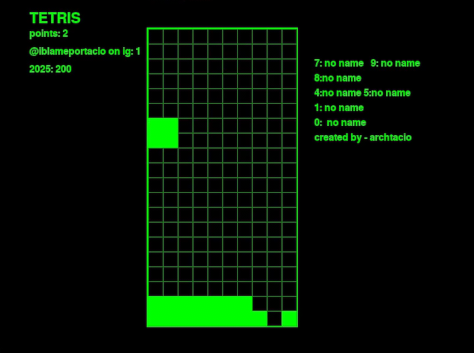 TETRIS
points: 2
@iblameportacio on ig: 1
2025: 200
7: no name 9: no name
8:no name
4:no name 5:no name
1: no name
0: no name
created by - archtacio